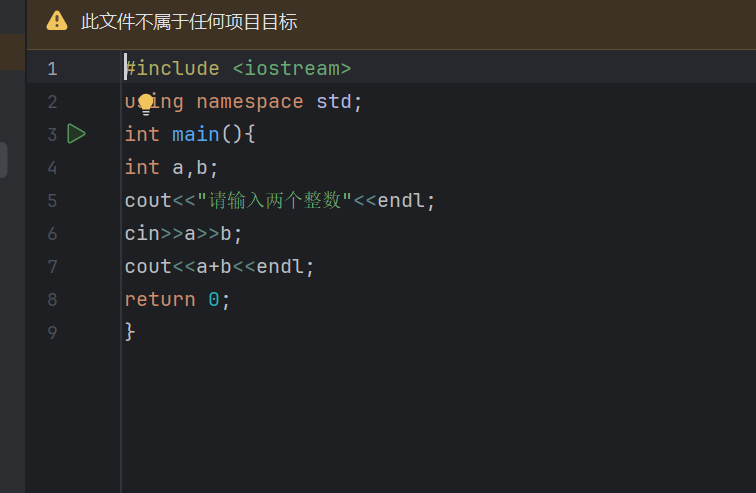 此文件不属于任何项目目标
1 #include <iostream>
2 using namespace std;
3 int main(){
4 int a,b;
5 cout<<"请输入两个整数"<<endl;
6 cin>>a>>b;
7 cout<<a+b<<endl;
8 return 0;
9 }